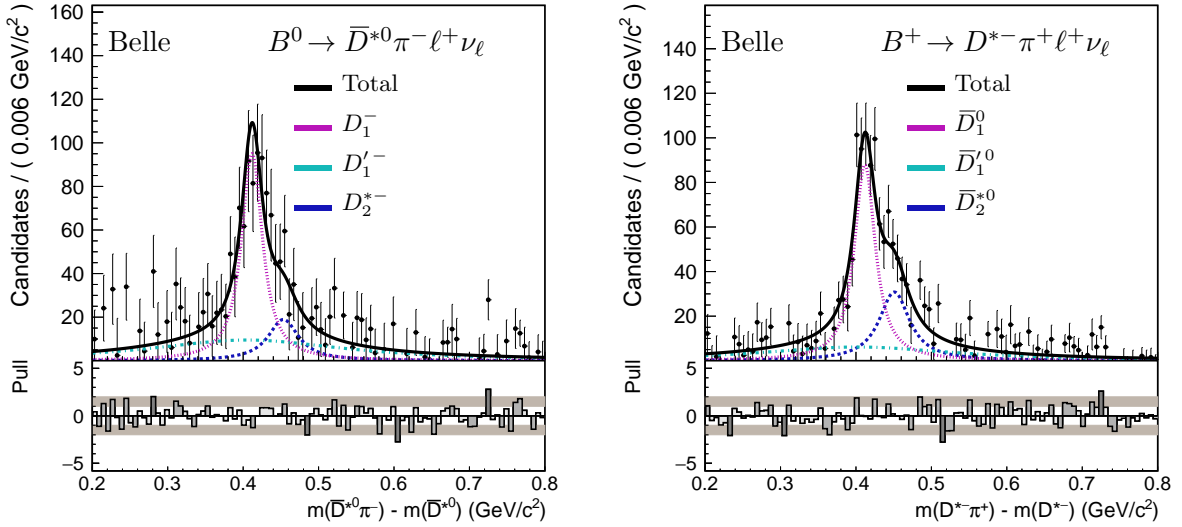 Belle
B⁰ → D̅*⁰π⁻ℓ⁺ν_ℓ
Total
D₁⁻
D₁′⁻
D₂*⁻
Candidates / ( 0.006 GeV/c²)
160
140
120
100
80
60
40
20
Pull
5
0
−5
0.2 0.3 0.4 0.5 0.6 0.7 0.8
m(D̅*⁰π⁻) - m(D̅*⁰) (GeV/c²)
Belle
B⁺ → D*⁻π⁺ℓ⁺ν_ℓ
Total
D̅₁⁰
D̅₁′⁰
D̅₂*⁰
Candidates / ( 0.006 GeV/c²)
140
120
100
80
60
40
20
Pull
5
0
−5
0.2 0.3 0.4 0.5 0.6 0.7 0.8
m(D*⁻π⁺) - m(D*⁻) (GeV/c²)